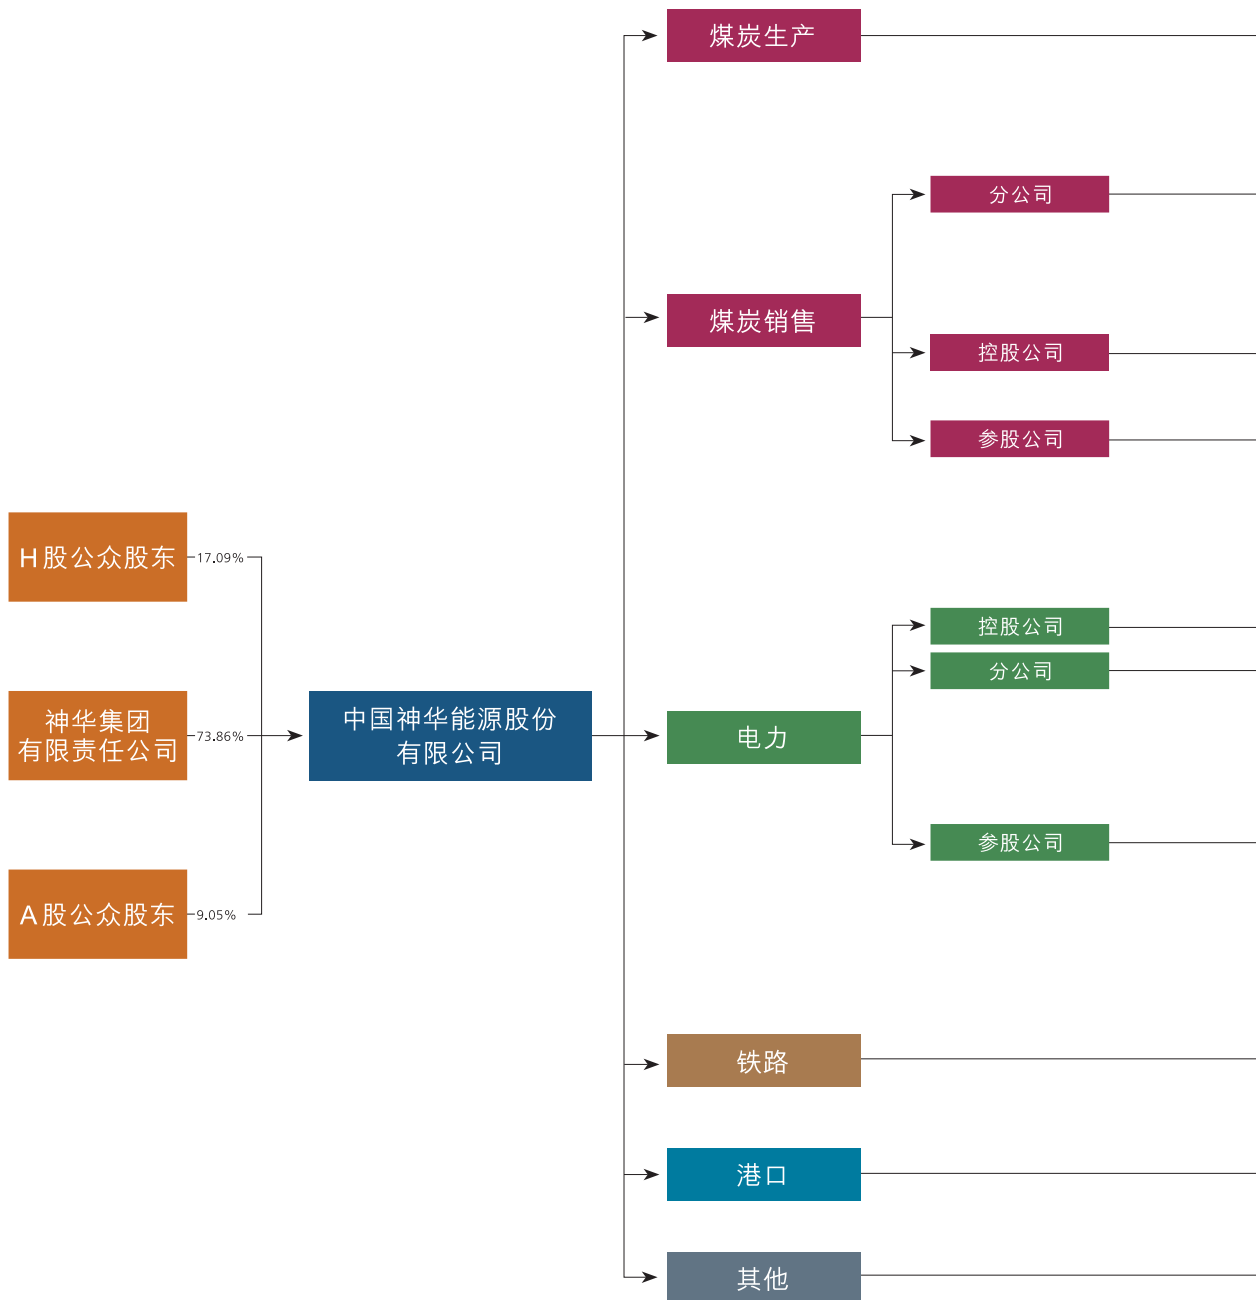 煤炭生产
分公司
煤炭销售
控股公司
参股公司
H股公众股东
17.09%
控股公司
分公司
神华集团
有限责任公司
73.86%
中国神华能源股份
有限公司
电力
参股公司
A股公众股东
9.05%
铁路
港口
其他